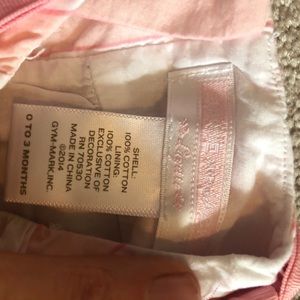 SHELL:
100% COTTON
LINING:
100% COTTON
EXCLUSIVE OF
DECORATION
RN 70530
MADE IN CHINA
©2014
GYM-MARK,INC.
0 TO 3 MONTHS